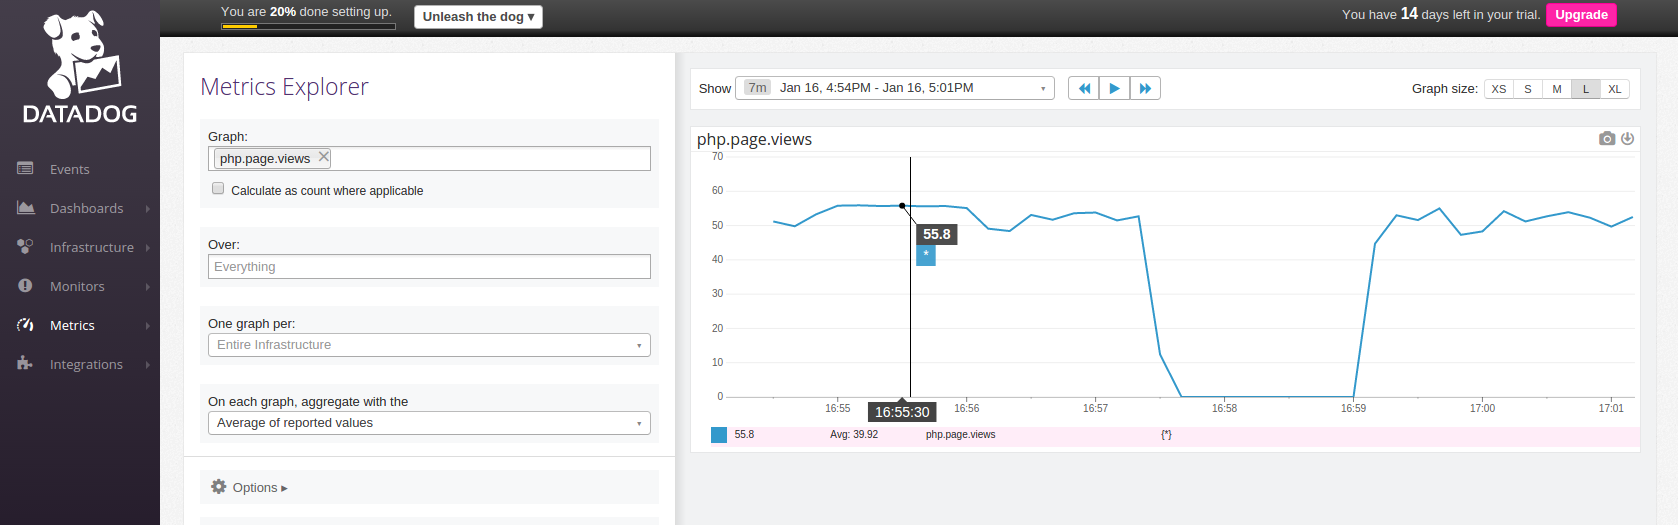 You are 20% done setting up.
Unleash the dog ▾
You have 14 days left in your trial.
Upgrade
DATADOG
Events
Dashboards
Infrastructure
Monitors
Metrics
Integrations
Metrics Explorer
Graph:
php.page.views
Calculate as count where applicable
Over:
Everything
One graph per:
Entire Infrastructure
On each graph, aggregate with the
Average of reported values
Options ▸
Show 7m Jan 16, 4:54PM - Jan 16, 5:01PM
Graph size: XS S M L XL
php.page.views
70
60
50
40
30
20
10
0
55.8
*
16:55 16:56 16:57 16:58 16:59 17:00 17:01
16:55:30
55.8 Avg: 39.92 php.page.views {*}